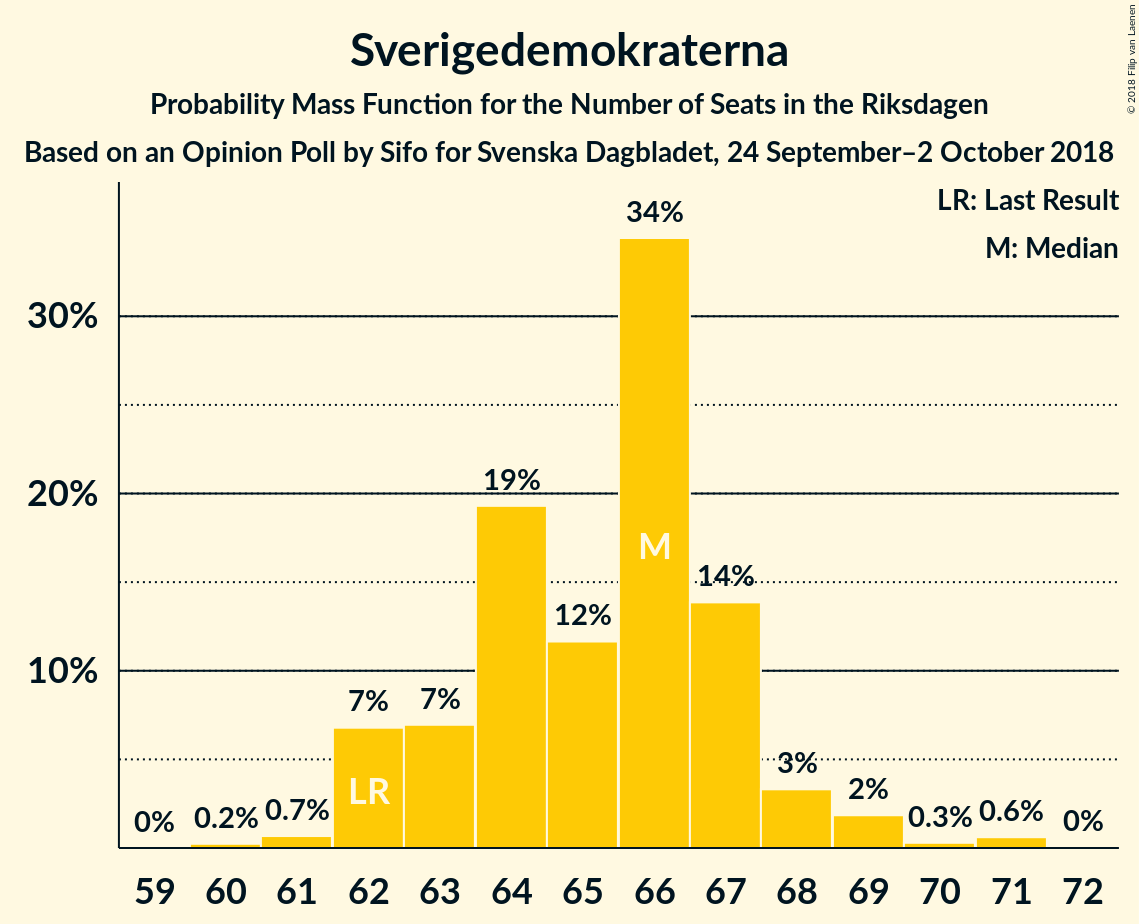 Sverigedemokraterna
Probability Mass Function for the Number of Seats in the Riksdagen
Based on an Opinion Poll by Sifo for Svenska Dagbladet, 24 September–2 October 2018
© 2018 Filip van Laenen
LR: Last Result
M: Median
34%
30%
20%
19%
M
14%
12%
10%
7%
7%
3%
LR
2%
0%
0.2%
0.7%
0.3%
0.6%
0%
59 60 61 62 63 64 65 66 67 68 69 70 71 72